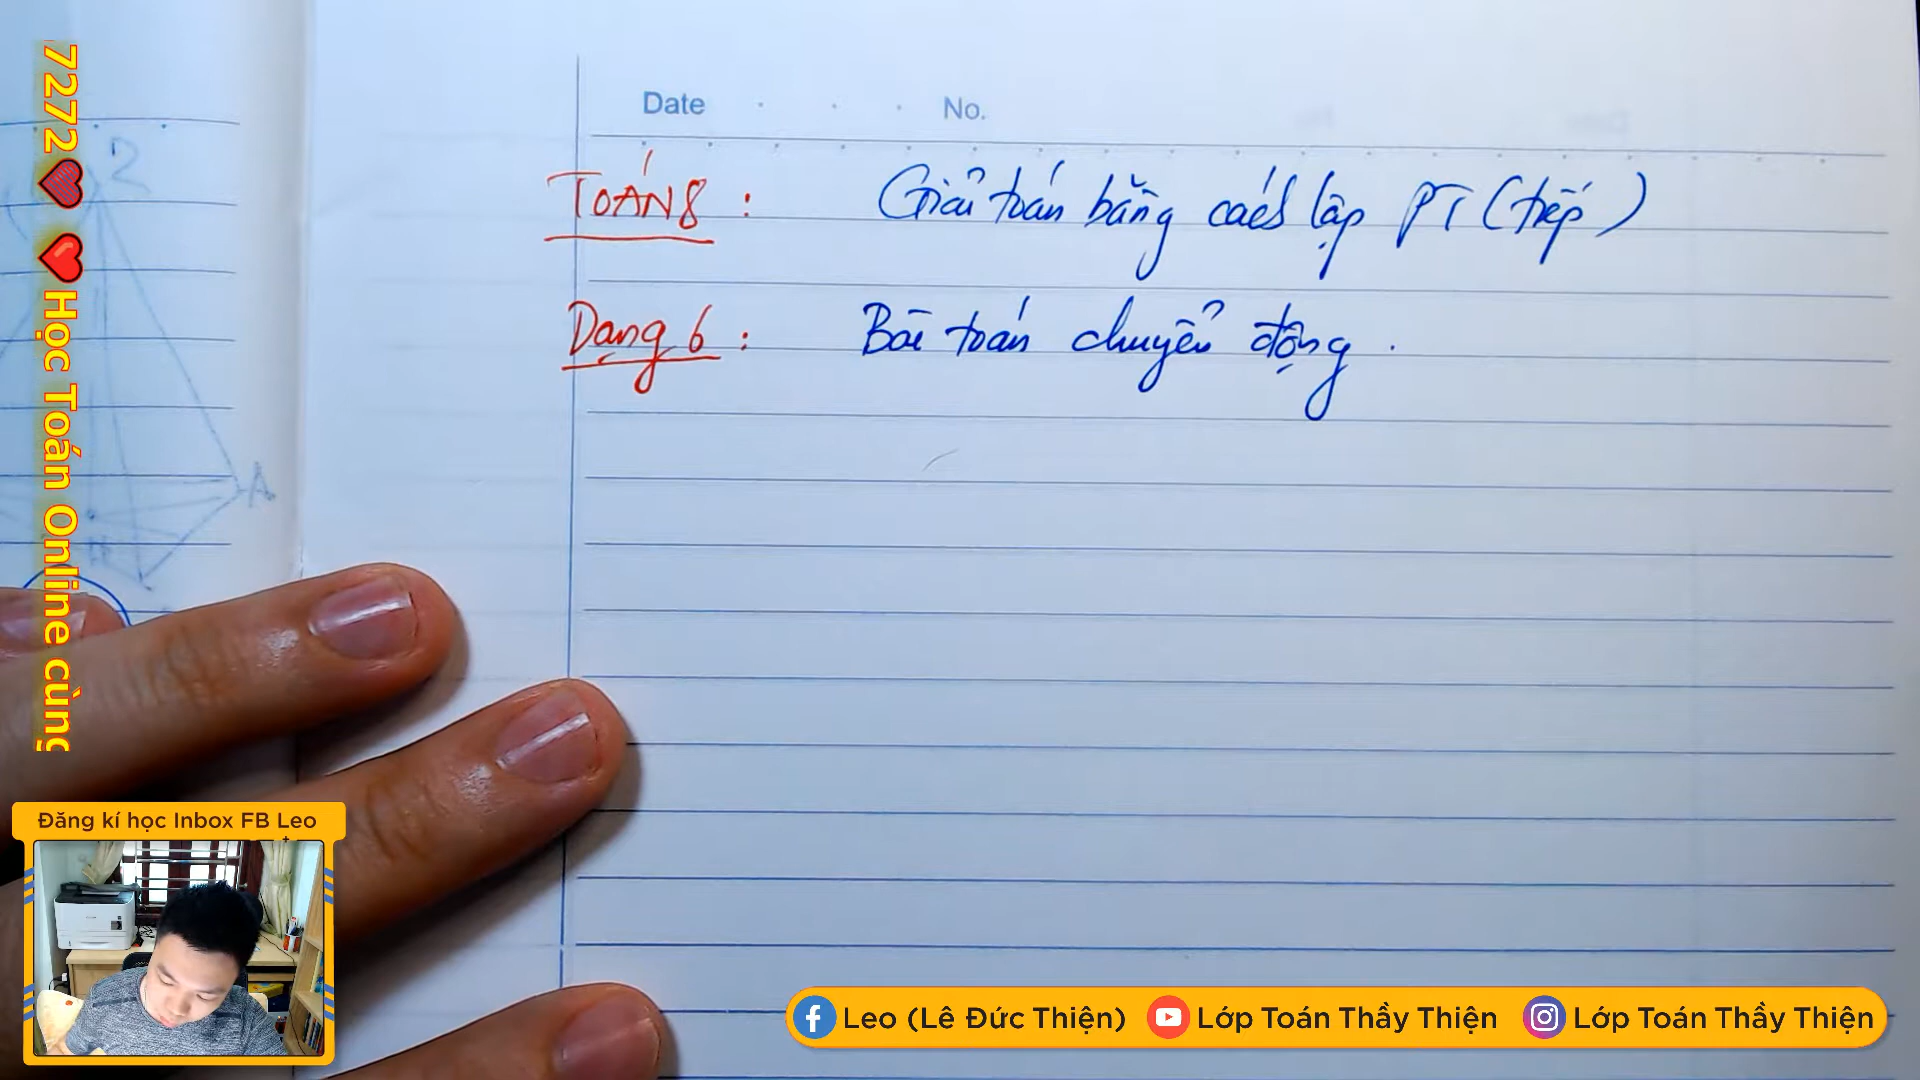 7272❤ ❤Học Toán Online cùng
Date No.
TOÁN 8 : Giải toán bằng cách lập PT (tiếp)
Dạng 6 : Bài toán chuyển động.
A
Đăng kí học Inbox FB Leo
Leo (Lê Đức Thiện) Lớp Toán Thầy Thiện Lớp Toán Thầy Thiện